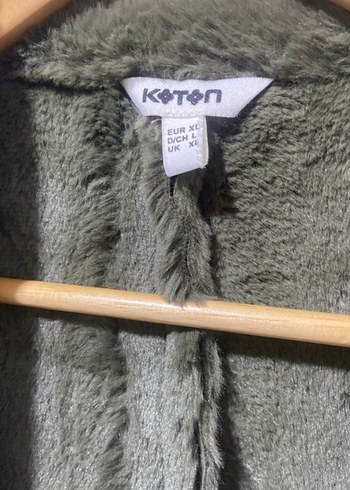 KOTON
EUR XL
D/CH L
UK XL